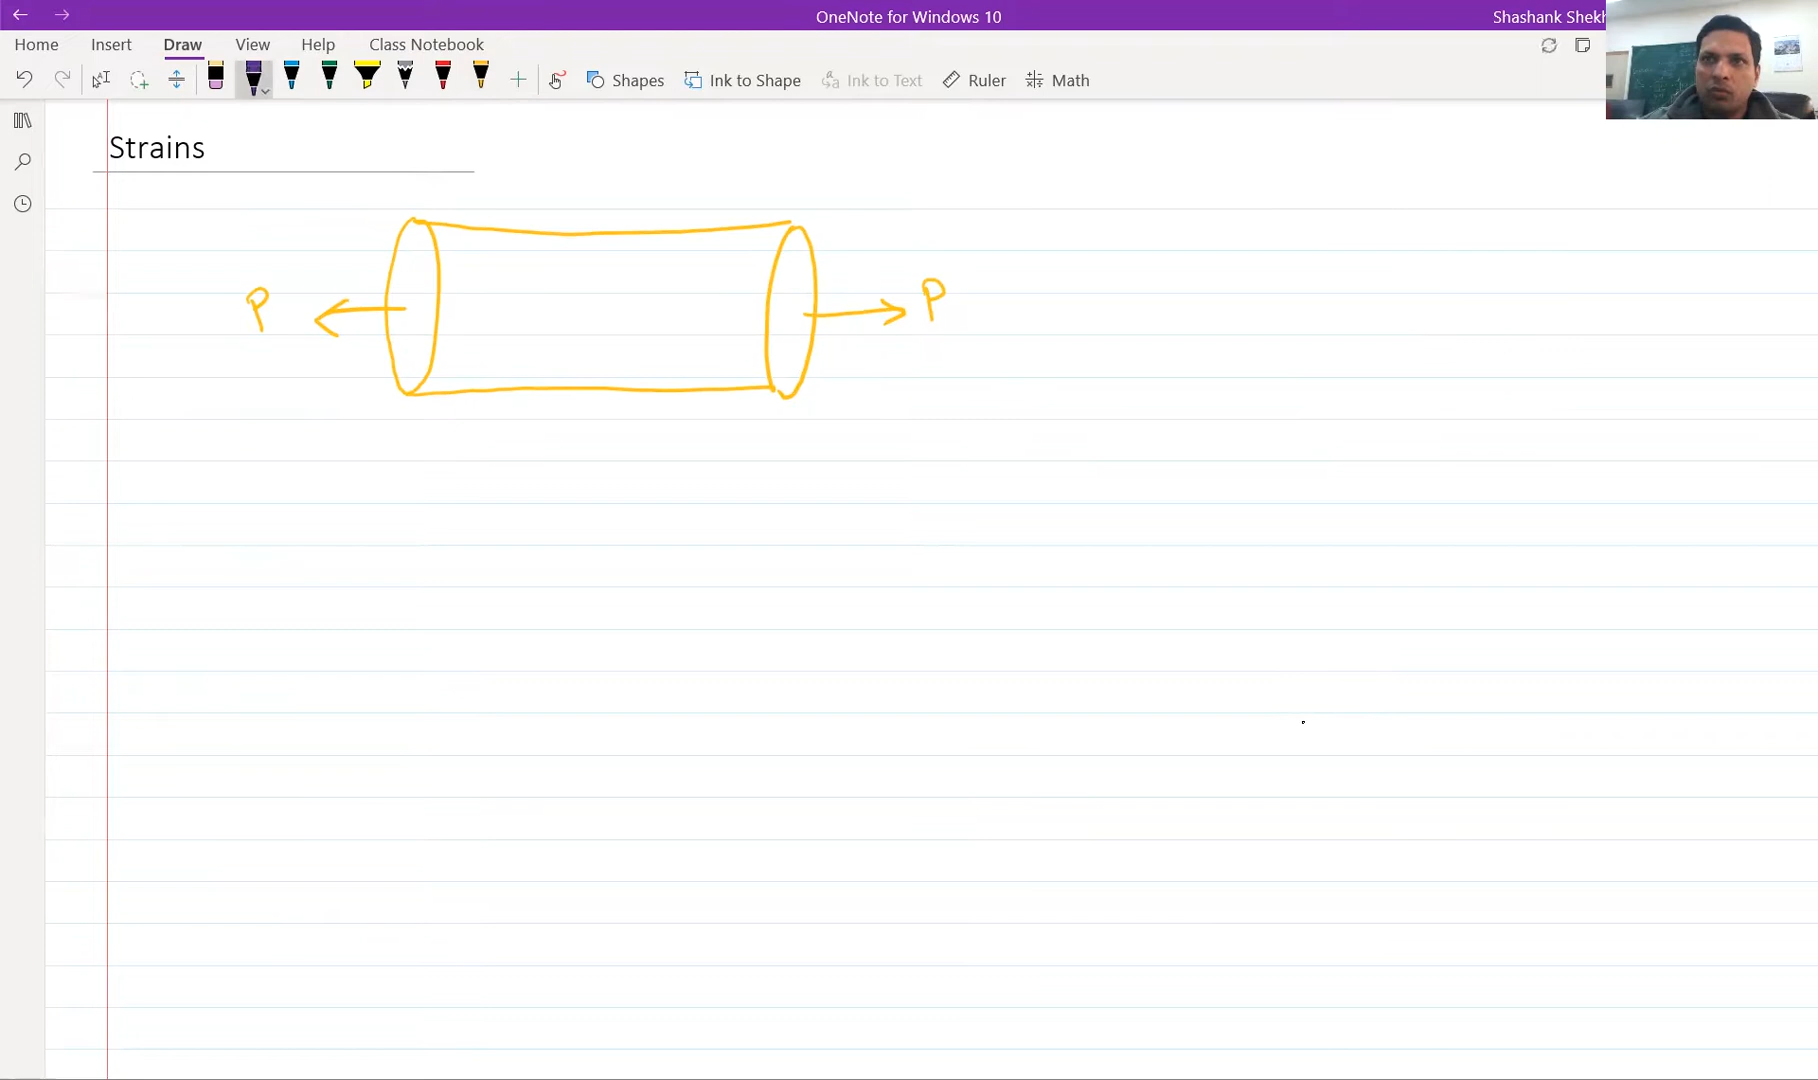 OneNote for Windows 10
Shashank Shekh
Home Insert Draw View Help Class Notebook
Shapes Ink to Shape Ink to Text Ruler Math
Strains
P P